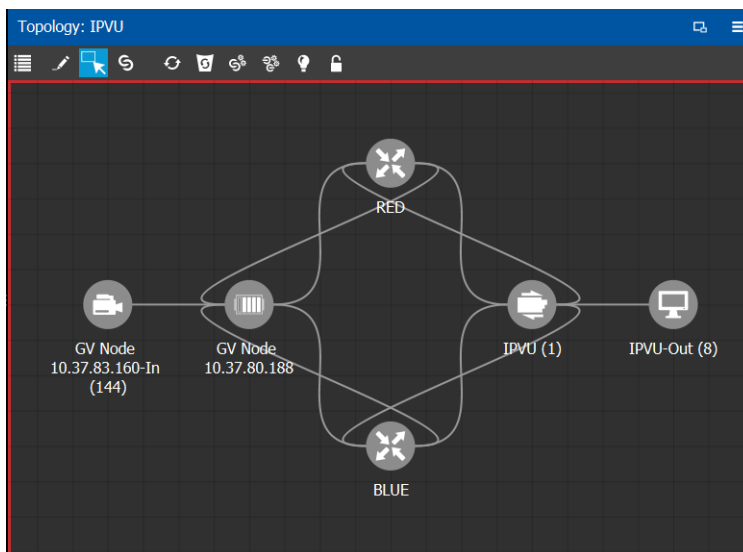 Topology: IPVU
RED
GV Node
10.37.83.160-In
(144)
GV Node
10.37.80.188
IPVU (1)
IPVU-Out (8)
BLUE